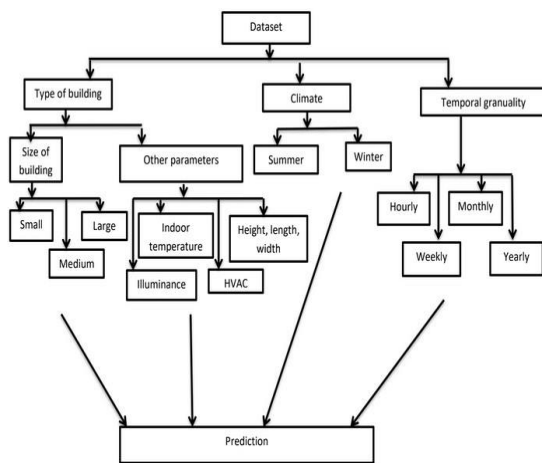 Dataset
Type of building
Climate
Temporal granuality
Size of
building
Other parameters
Summer
Winter
Small
Large
Medium
Indoor
temperature
Height, length,
width
Illuminance
HVAC
Hourly
Monthly
Weekly
Yearly
Prediction